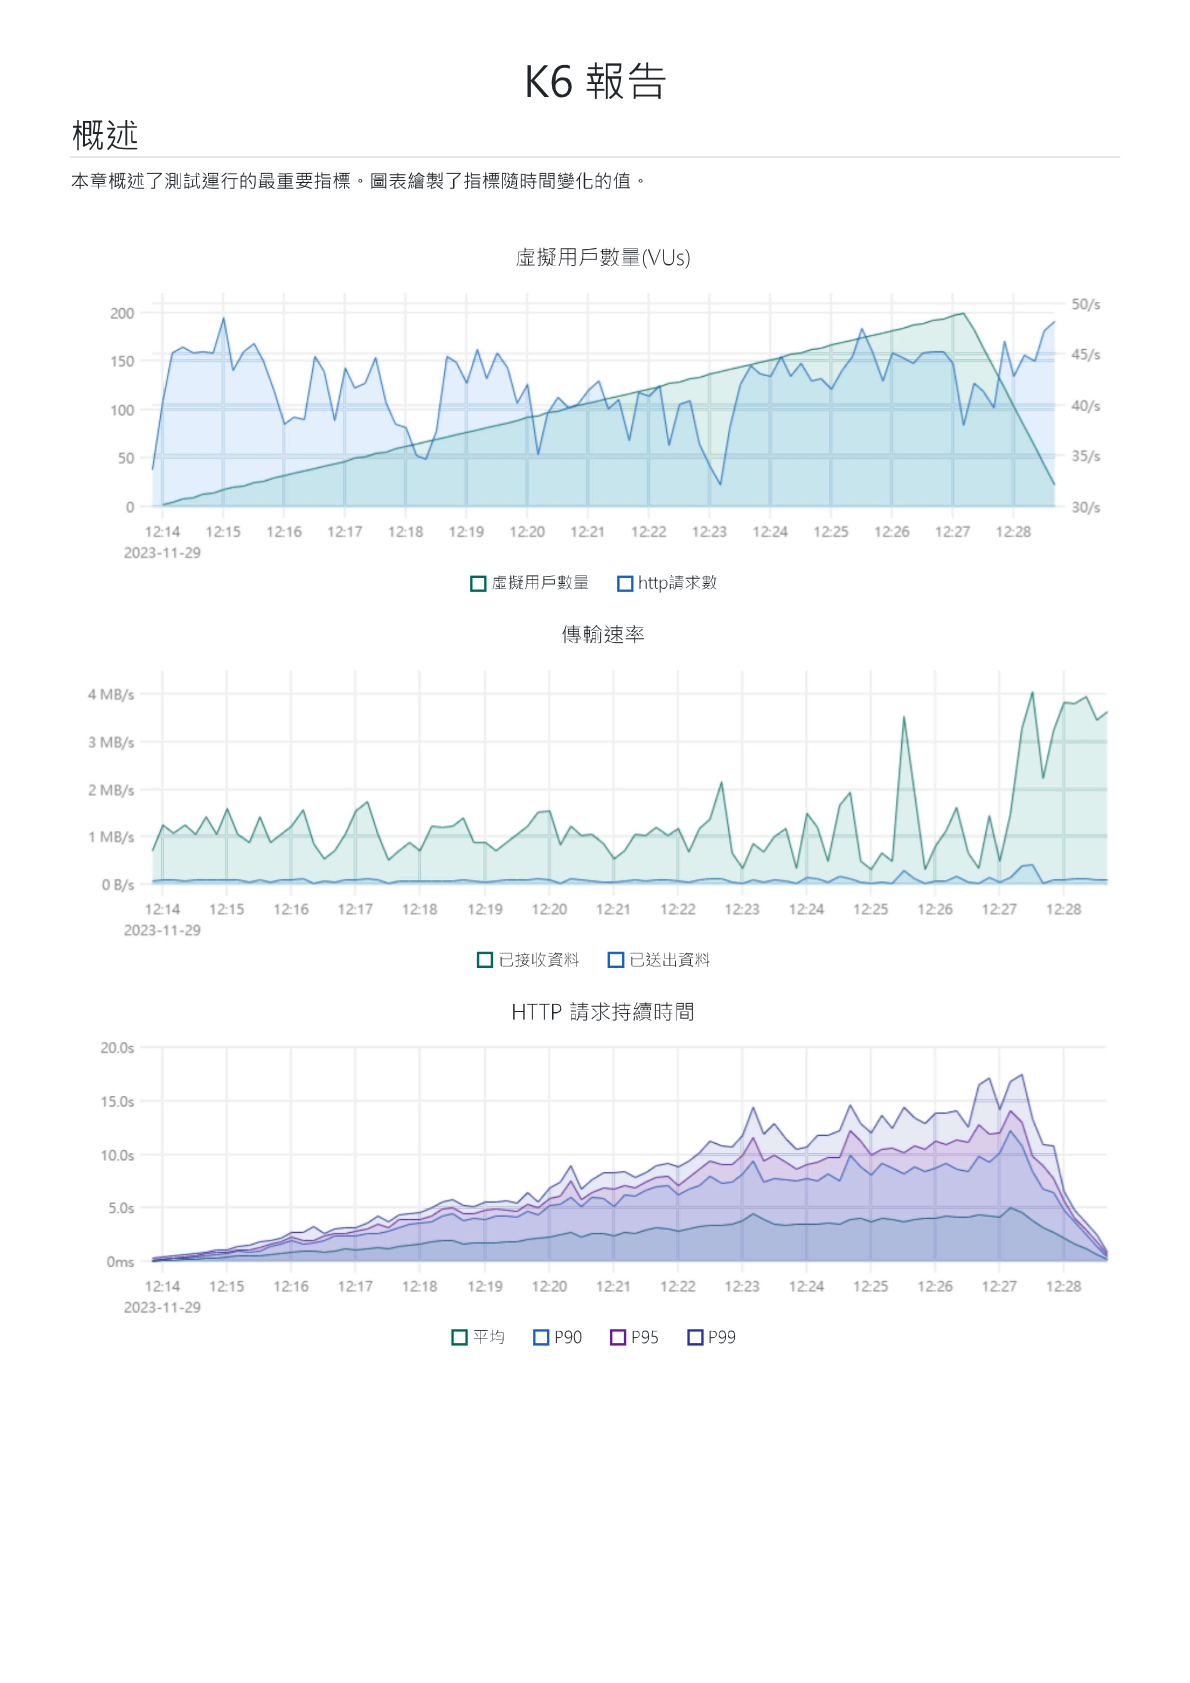 K6 報告
概述
本章概述了測試運行的最重要指標。圖表繪製了指標隨時間變化的值。
虛擬用戶數量(VUs)
200
150
100
50
0
50/s
45/s
40/s
35/s
30/s
12:14 12:15 12:16 12:17 12:18 12:19 12:20 12:21 12:22 12:23 12:24 12:25 12:26 12:27 12:28
2023-11-29
虛擬用戶數量 http請求數
傳輸速率
4 MB/s
3 MB/s
2 MB/s
1 MB/s
0 B/s
12:14 12:15 12:16 12:17 12:18 12:19 12:20 12:21 12:22 12:23 12:24 12:25 12:26 12:27 12:28
2023-11-29
已接收資料 已送出資料
HTTP 請求持續時間
20.0s
15.0s
10.0s
5.0s
0ms
12:14 12:15 12:16 12:17 12:18 12:19 12:20 12:21 12:22 12:23 12:24 12:25 12:26 12:27 12:28
2023-11-29
平均 P90 P95 P99